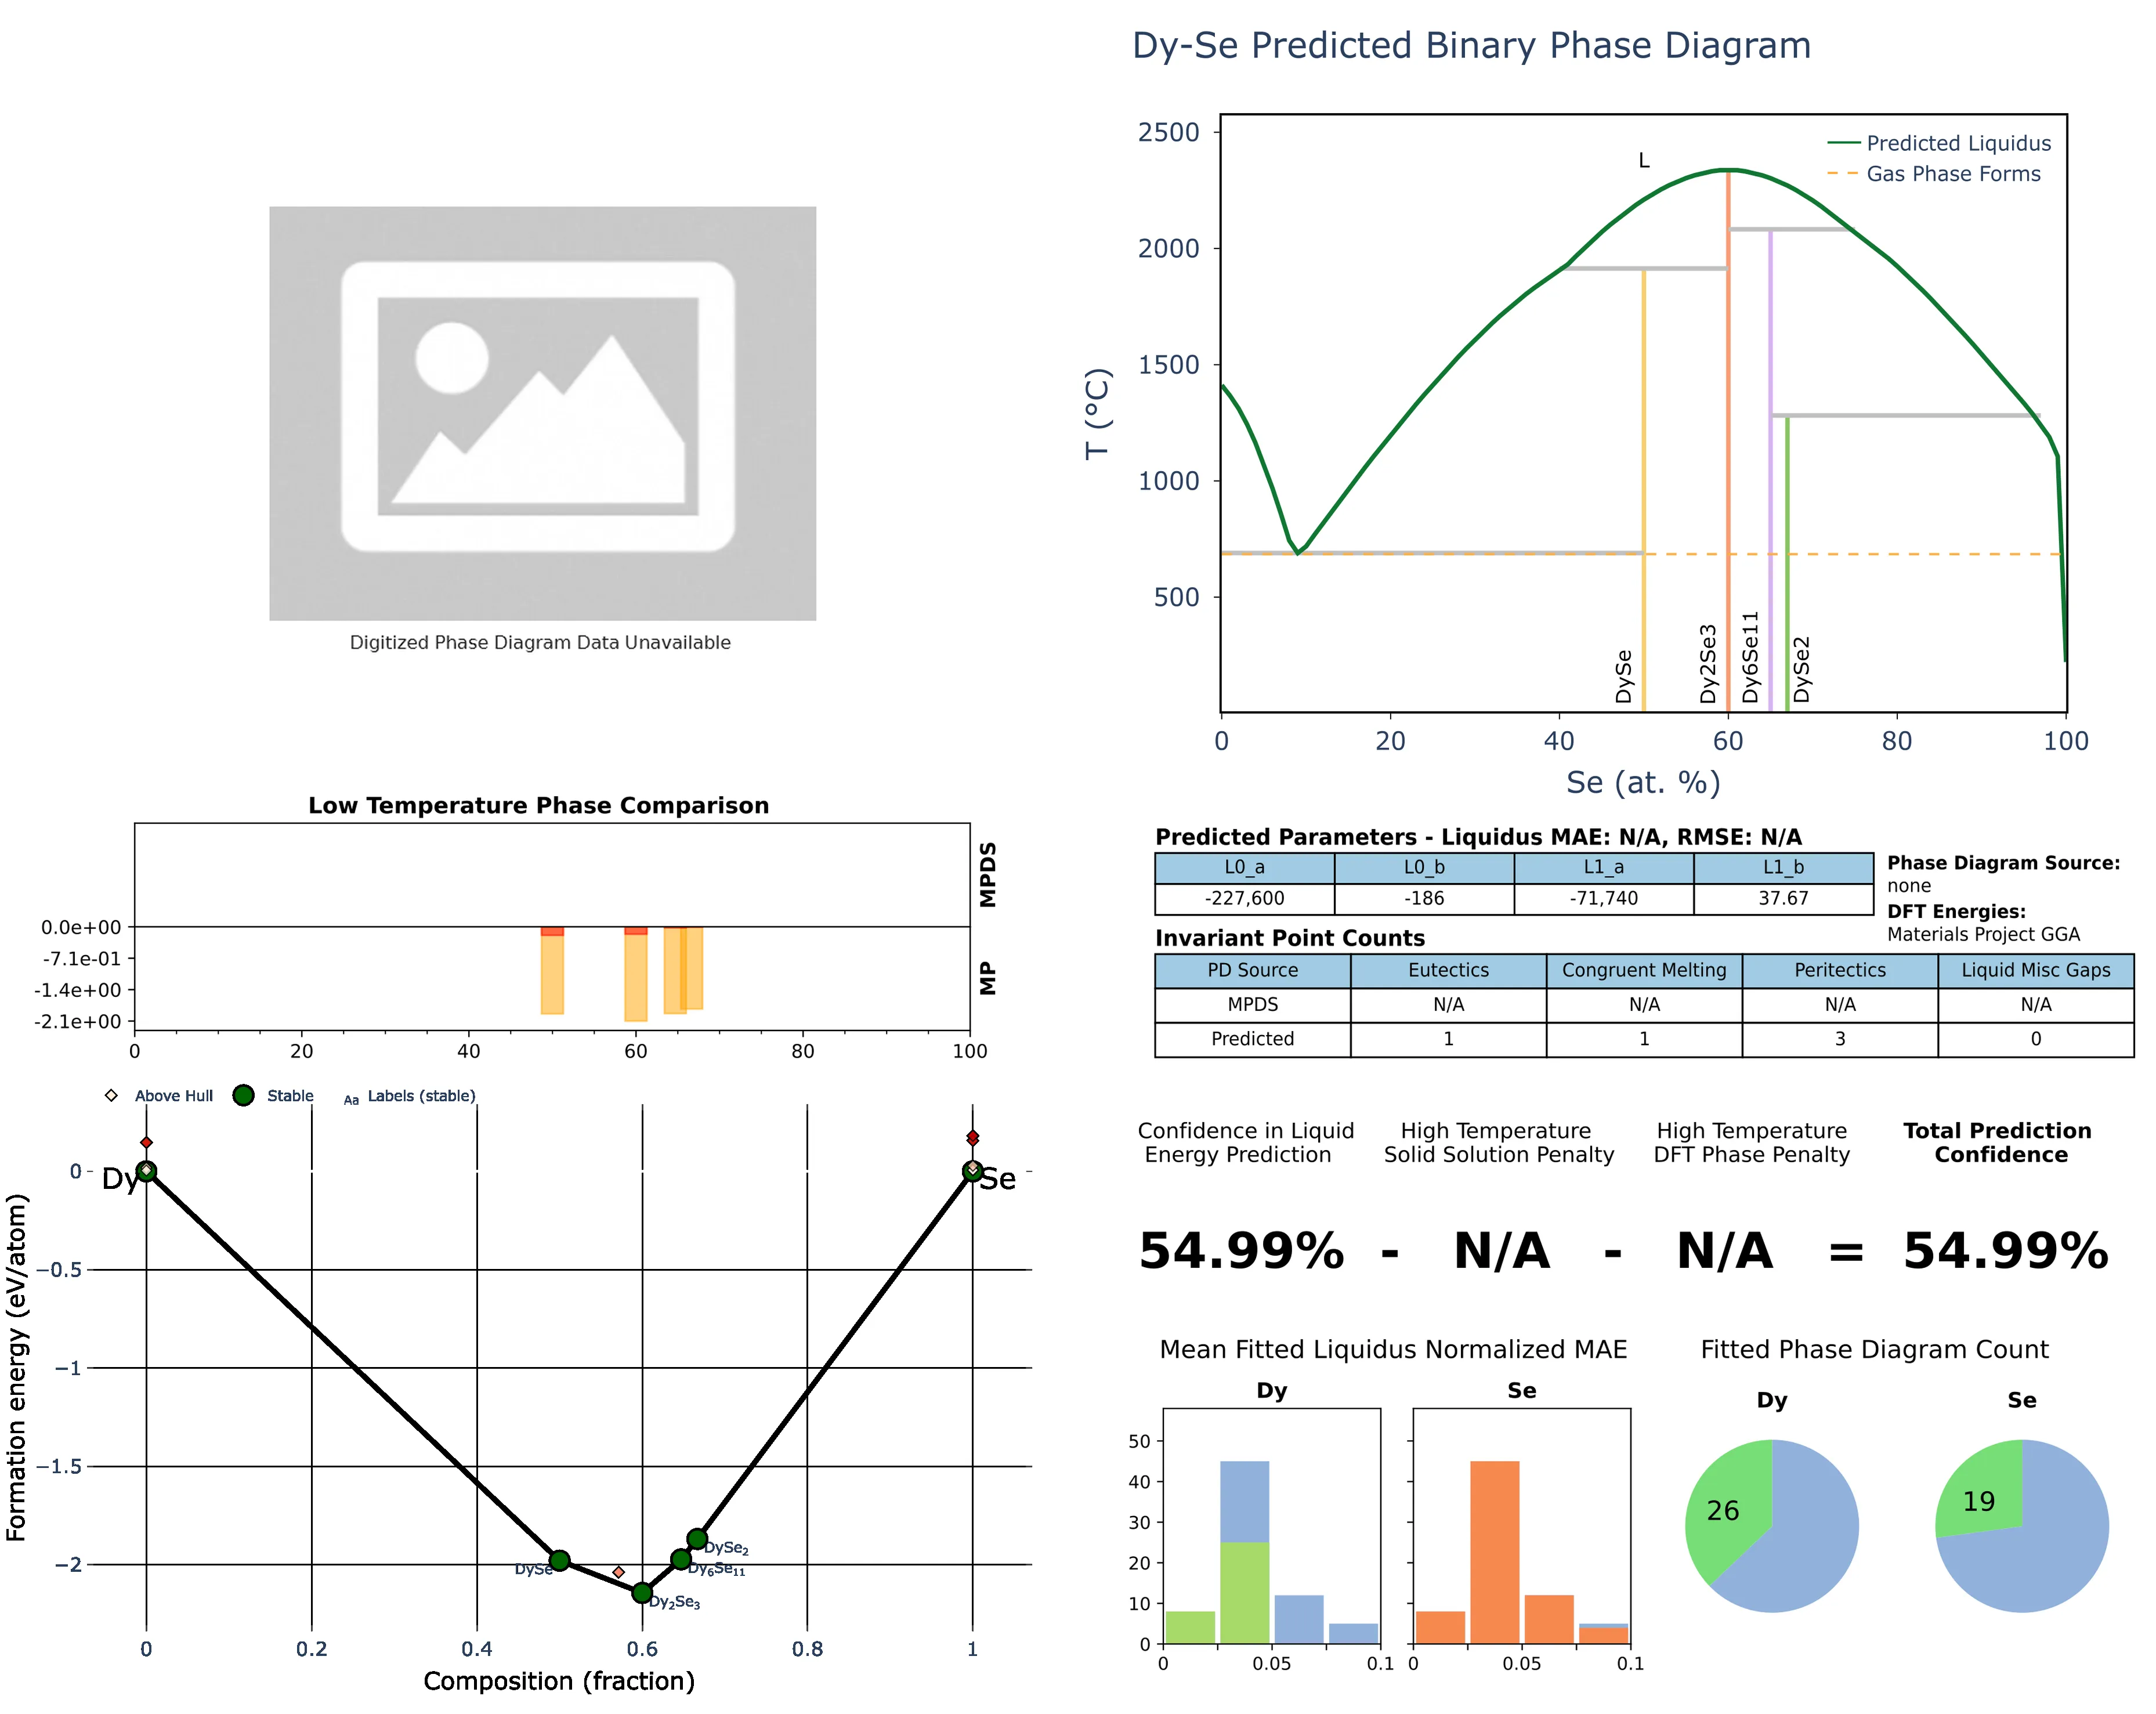 Dy-Se Predicted Binary Phase Diagram
Digitized Phase Diagram Data Unavailable
2500
2000
1500
1000
500
T (°C)
L
Predicted Liquidus
Gas Phase Forms
DySe
Dy2Se3
Dy6Se11
DySe2
0 20 40 60 80 100
Se (at. %)
Low Temperature Phase Comparison
MPDS
MP
0.0e+00
-7.1e-01
-1.4e+00
-2.1e+00
0 20 40 60 80 100
Predicted Parameters - Liquidus MAE: N/A, RMSE: N/A
L0_a L0_b L1_a L1_b
-227,600 -186 -71,740 37.67
Phase Diagram Source:
none
DFT Energies:
Materials Project GGA
Invariant Point Counts
PD Source Eutectics Congruent Melting Peritectics Liquid Misc Gaps
MPDS N/A N/A N/A N/A
Predicted 1 1 3 0
Above Hull Stable Aa Labels (stable)
0
−0.5
−1
−1.5
−2
Formation energy (eV/atom)
Dy
Se
DySe
Dy₂Se₃
Dy₆Se₁₁
DySe₂
0 0.2 0.4 0.6 0.8 1
Composition (fraction)
Confidence in Liquid
Energy Prediction
High Temperature
Solid Solution Penalty
High Temperature
DFT Phase Penalty
Total Prediction
Confidence
54.99% - N/A - N/A = 54.99%
Mean Fitted Liquidus Normalized MAE
Dy
Se
50
40
30
20
10
0
0 0.05 0.1
0 0.05 0.1
Fitted Phase Diagram Count
Dy
Se
26
19